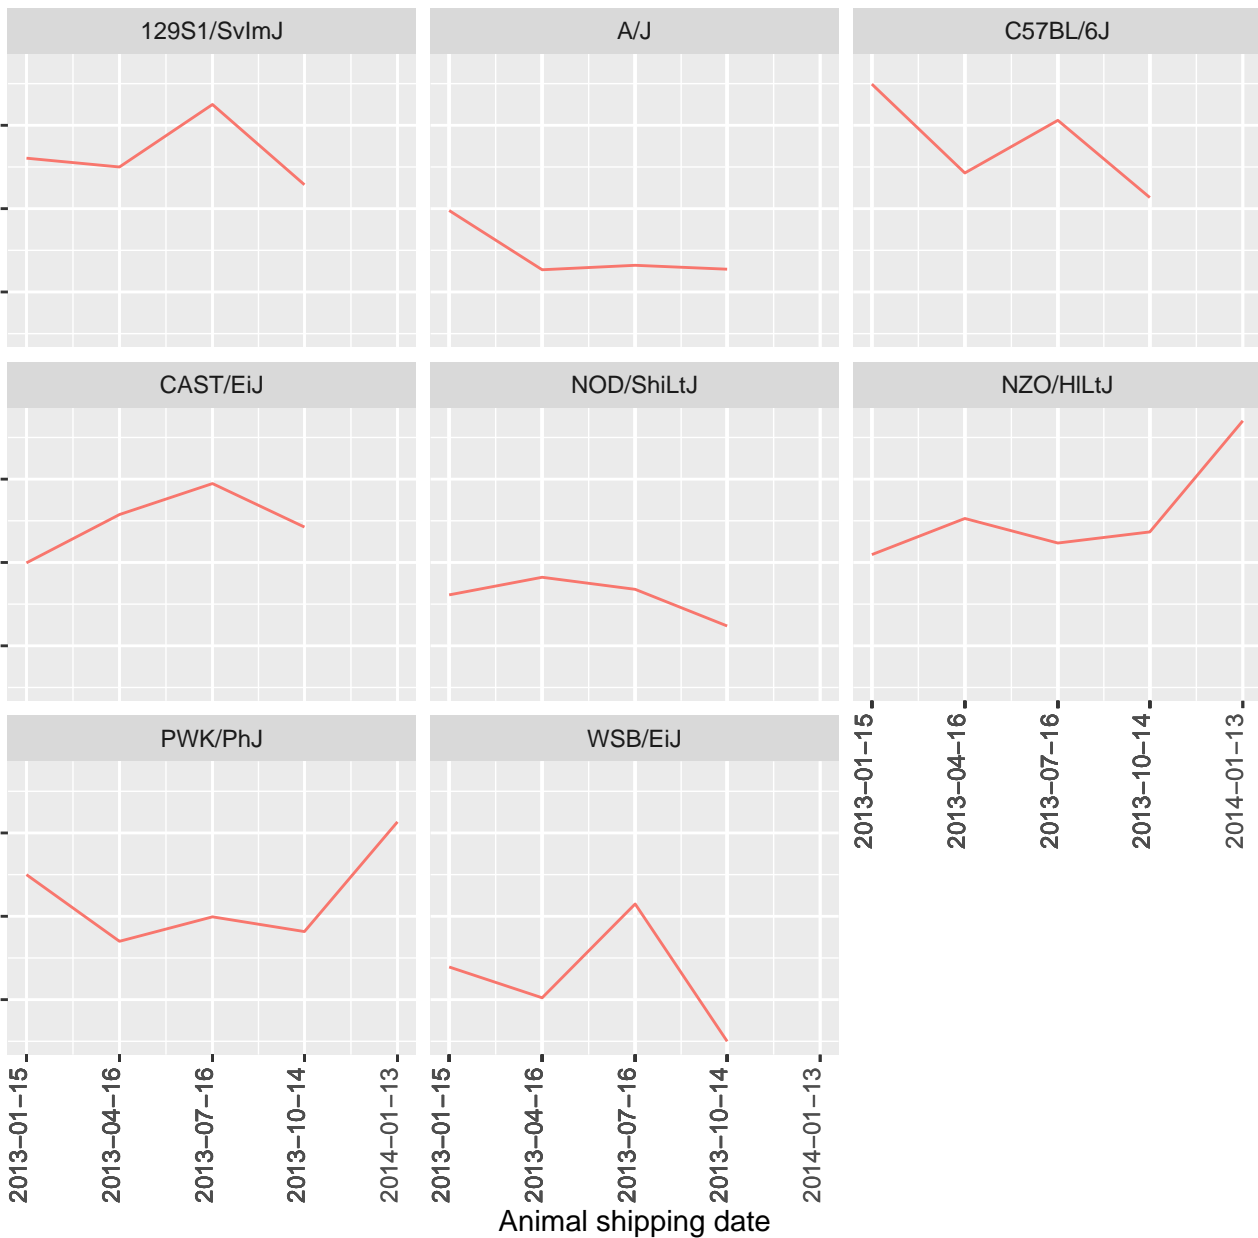 129S1/SvImJ
A/J
C57BL/6J
CAST/EiJ
NOD/ShiLtJ
NZO/HlLtJ
PWK/PhJ
WSB/EiJ
2013−01−15
2013−04−16
2013−07−16
2013−10−14
2014−01−13
2013−01−15
2013−04−16
2013−07−16
2013−10−14
2014−01−13
2013−01−15
2013−04−16
2013−07−16
2013−10−14
2014−01−13
Animal shipping date